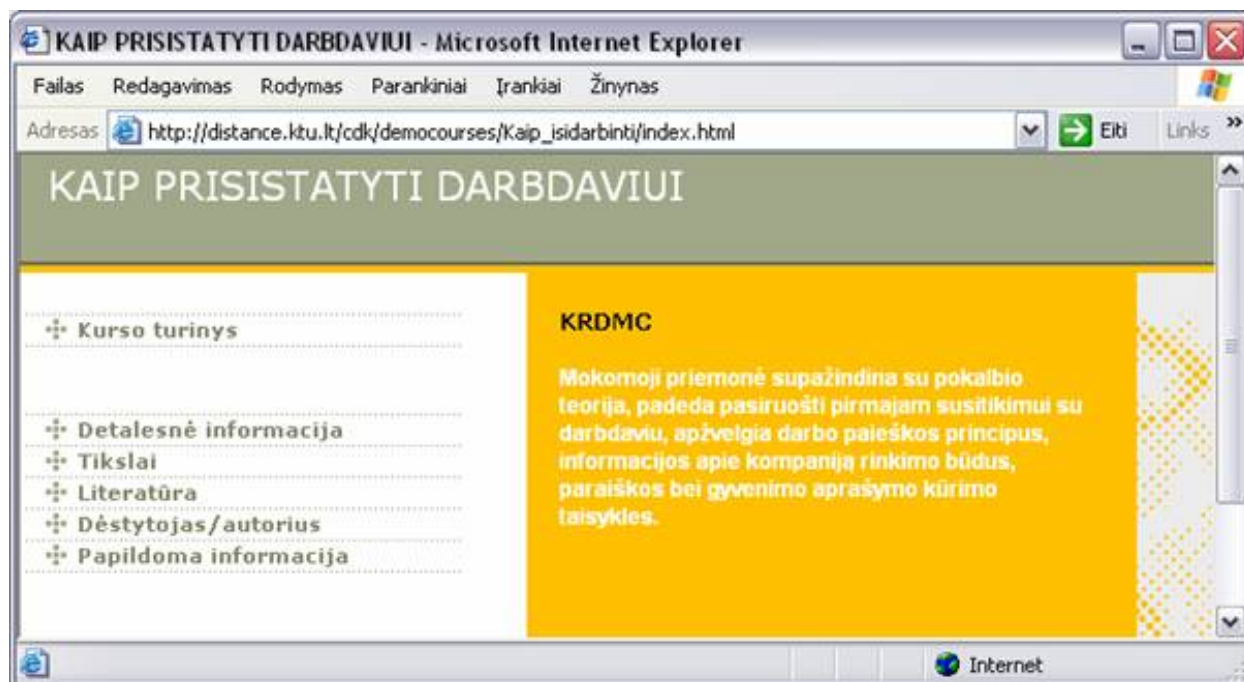 KAIP PRISISTATYTI DARBDAVIUI - Microsoft Internet Explorer
Failas Redagavimas Rodymas Parankiniai Įrankiai Žinynas
Adresas http://distance.ktu.lt/cdk/democourses/Kaip_isidarbinti/index.html Eiti Links »
KAIP PRISISTATYTI DARBDAVIUI
Kurso turinys
Detalesnė informacija
Tikslai
Literatūra
Dėstytojas/autorius
Papildoma informacija
KRDMC
Mokomoji priemonė supažindina su pokalbio
teorija, padeda pasiruošti pirmajam susitikimui su
darbdaviu, apžvelgia darbo paieškos principus,
informacijos apie kompaniją rinkimo būdus,
paraiškos bei gyvenimo aprašymo kūrimo
taisykles.
Internet